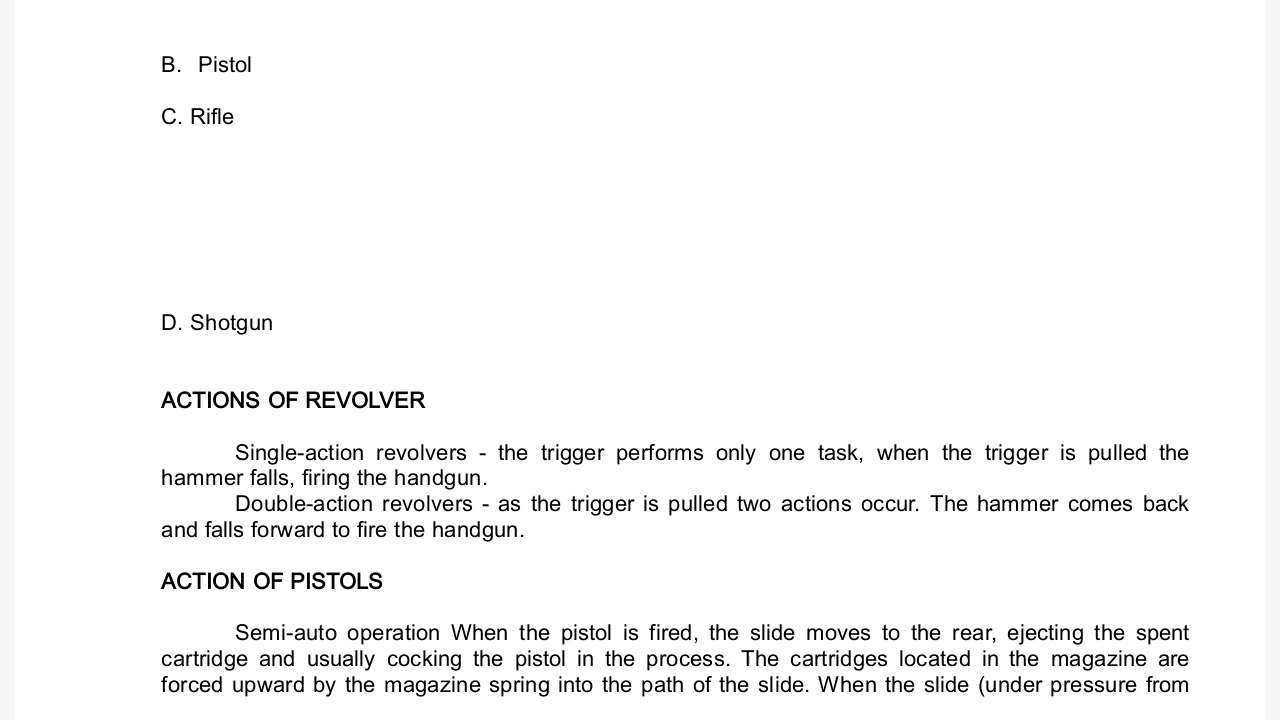 B. Pistol
C. Rifle
D. Shotgun
ACTIONS OF REVOLVER
Single-action revolvers - the trigger performs only one task, when the trigger is pulled the
hammer falls, firing the handgun.
Double-action revolvers - as the trigger is pulled two actions occur. The hammer comes back
and falls forward to fire the handgun.
ACTION OF PISTOLS
Semi-auto operation When the pistol is fired, the slide moves to the rear, ejecting the spent
cartridge and usually cocking the pistol in the process. The cartridges located in the magazine are
forced upward by the magazine spring into the path of the slide. When the slide (under pressure from